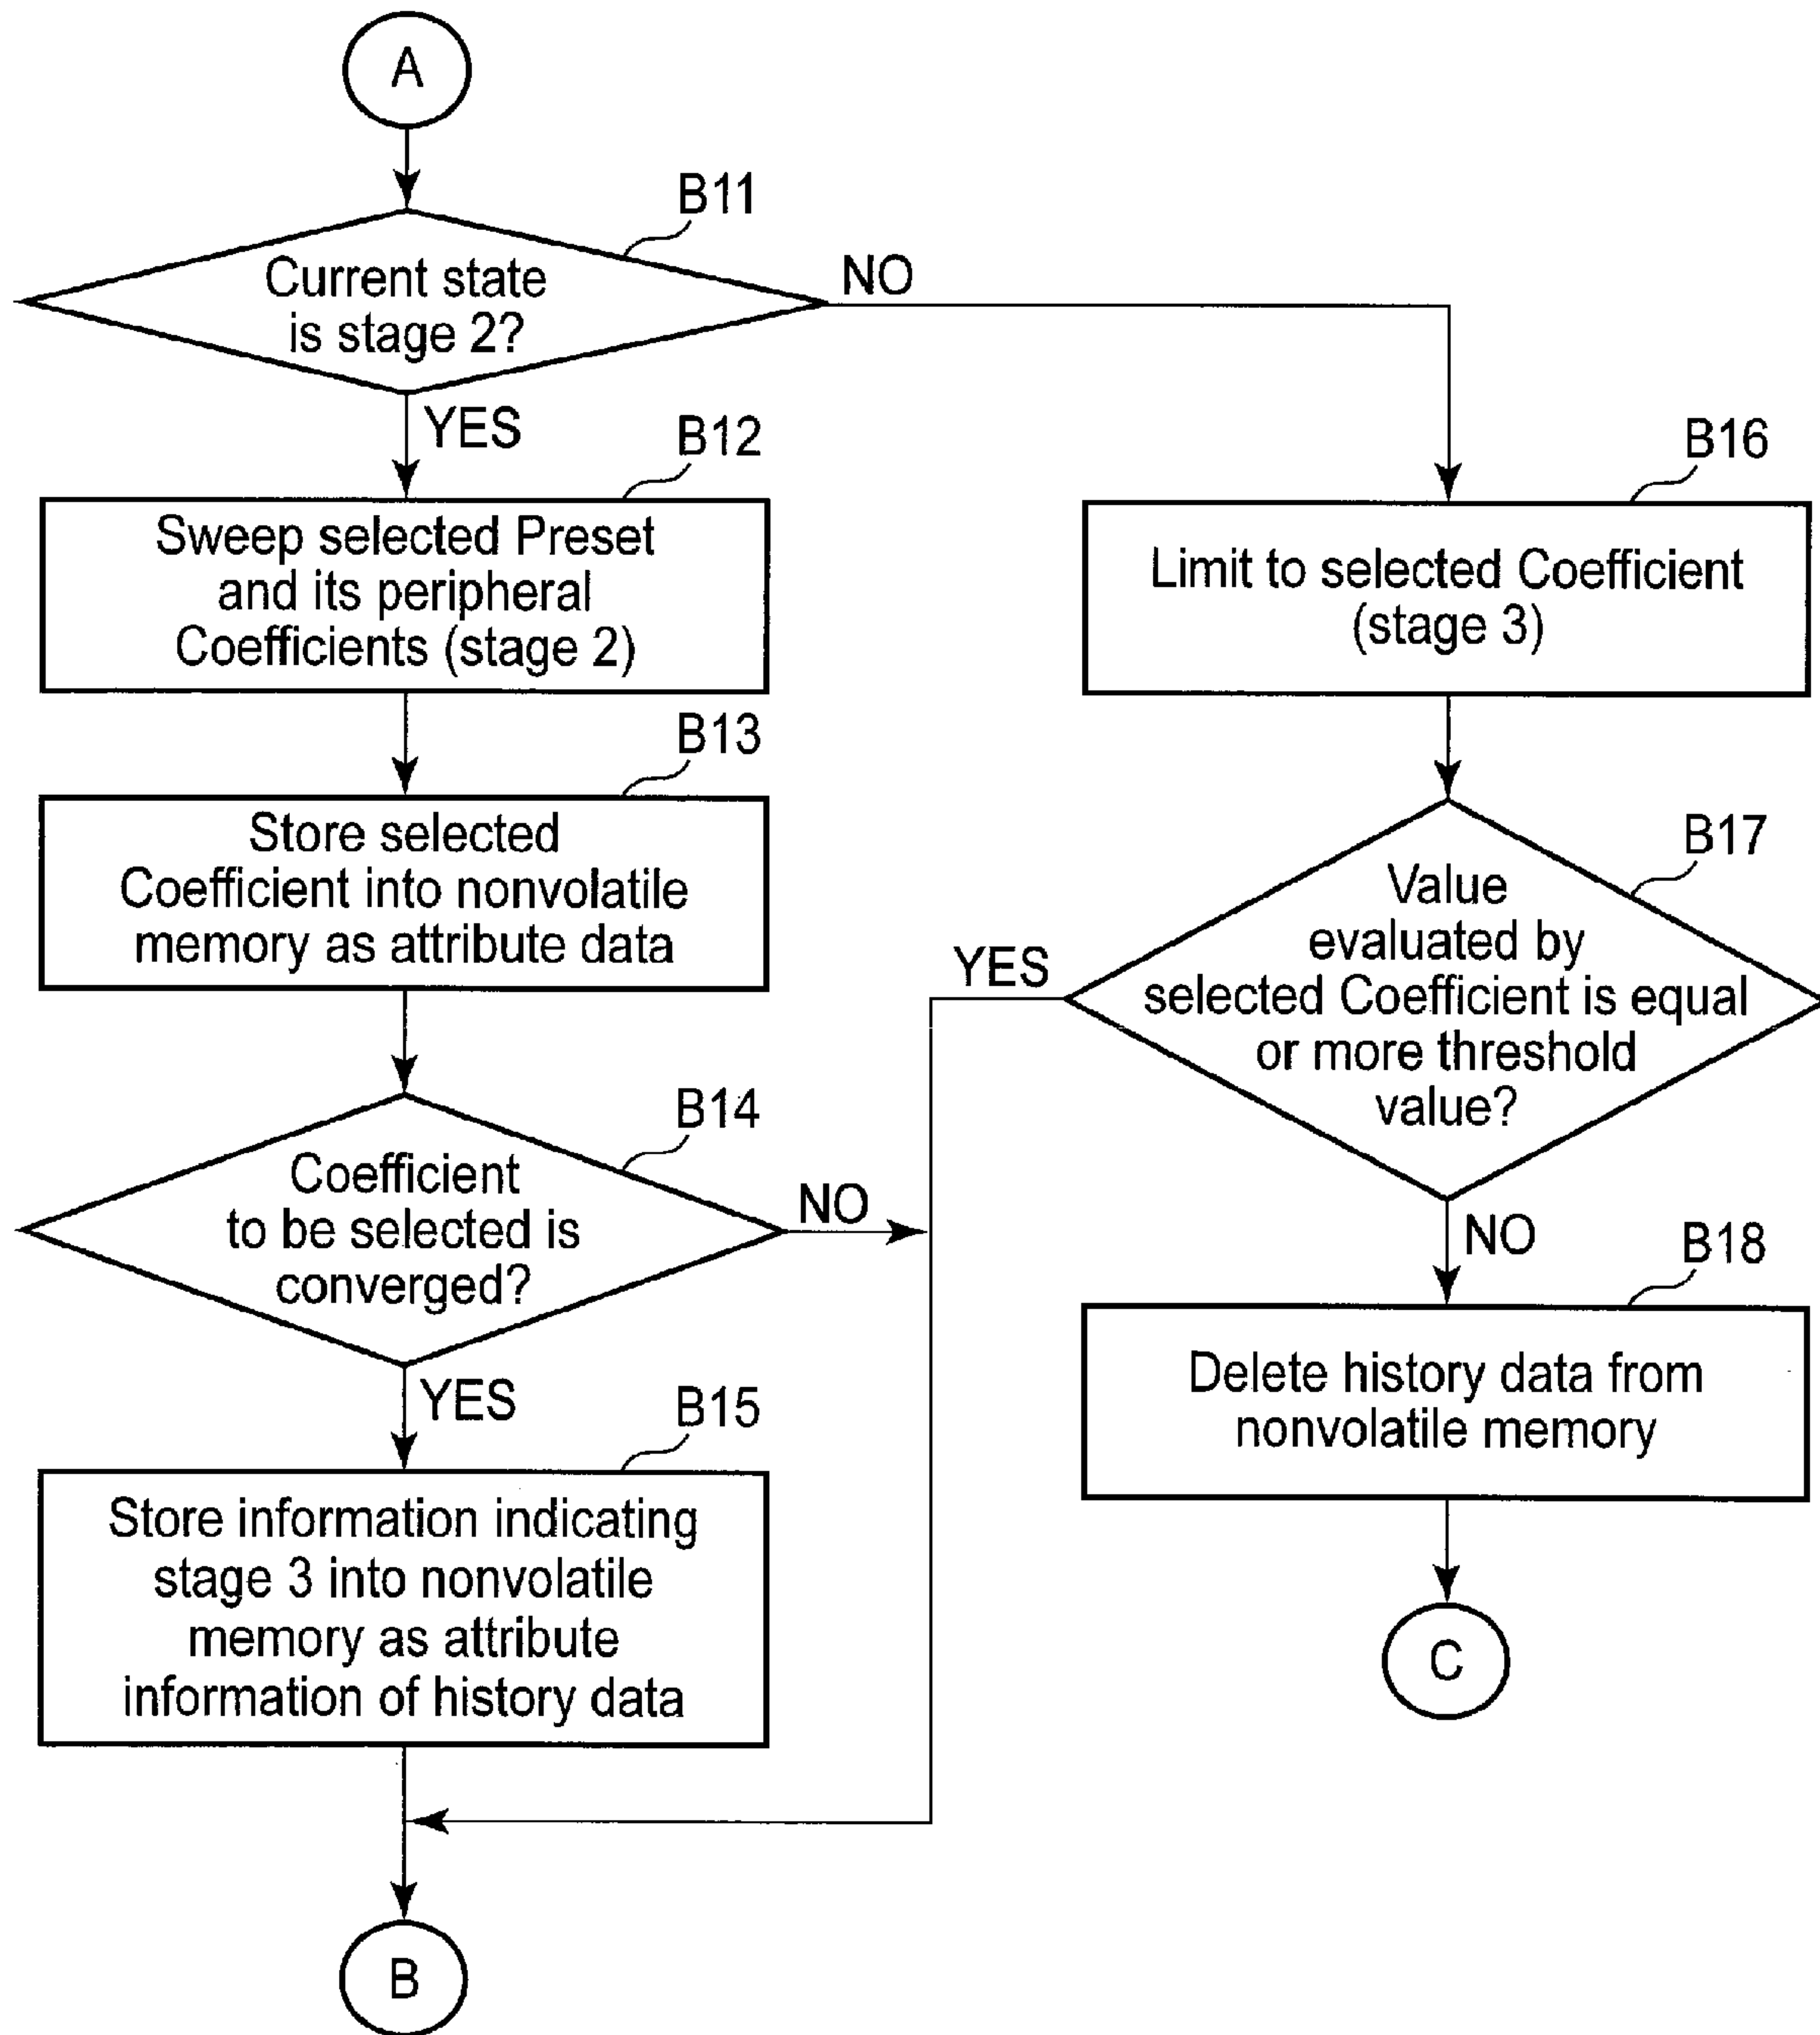 A
B11
Current state
is stage 2?
NO
YES
B12
Sweep selected Preset
and its peripheral
Coefficients (stage 2)
B13
Store selected
Coefficient into nonvolatile
memory as attribute data
B14
Coefficient
to be selected is
converged?
NO
YES
B15
Store information indicating
stage 3 into nonvolatile
memory as attribute
information of history data
B
B16
Limit to selected Coefficient
(stage 3)
B17
Value
evaluated by
selected Coefficient is equal
or more threshold
value?
YES
NO
B18
Delete history data from
nonvolatile memory
C